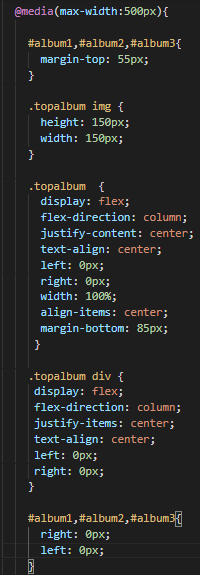 @media(max-width:500px){
#album1,#album2,#album3{
margin-top: 55px;
}
.topalbum img {
height: 150px;
width: 150px;
}
.topalbum  {
display: flex;
flex-direction: column;
justify-content: center;
text-align: center;
left: 0px;
right: 0px;
width: 100%;
align-items: center;
margin-bottom: 85px;
}
.topalbum div {
display: flex;
flex-direction: column;
justify-items: center;
text-align: center;
left: 0px;
right: 0px;
}
#album1,#album2,#album3{
right: 0px;
left: 0px;
}